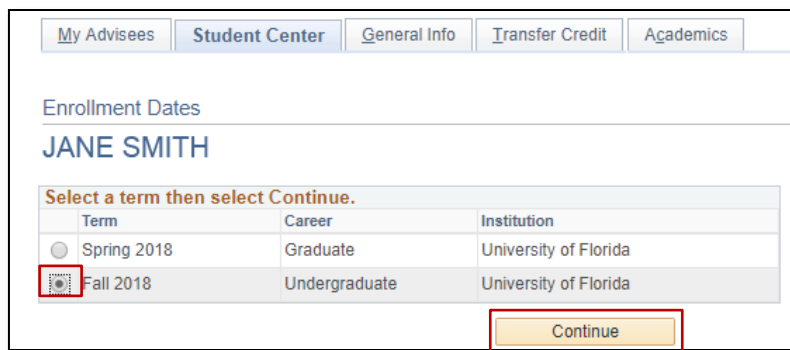 My Advisees Student Center General Info Transfer Credit Academics
Enrollment Dates
JANE SMITH
Select a term then select Continue.
Term Career Institution
Spring 2018 Graduate University of Florida
Fall 2018 Undergraduate University of Florida
Continue